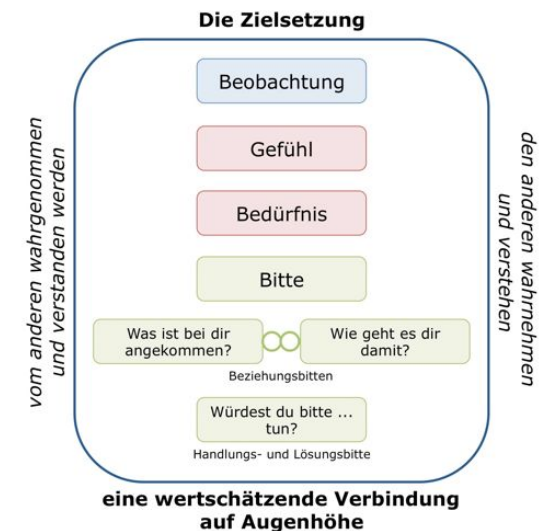 Die Zielsetzung
Beobachtung
Gefühl
Bedürfnis
Bitte
Was ist bei dir
angekommen?
Wie geht es dir
damit?
Beziehungsbitten
Würdest du bitte ...
tun?
Handlungs- und Lösungsbitte
vom anderen wahrgenommen
und verstanden werden
den anderen wahrnehmen
und verstehen
eine wertschätzende Verbindung
auf Augenhöhe